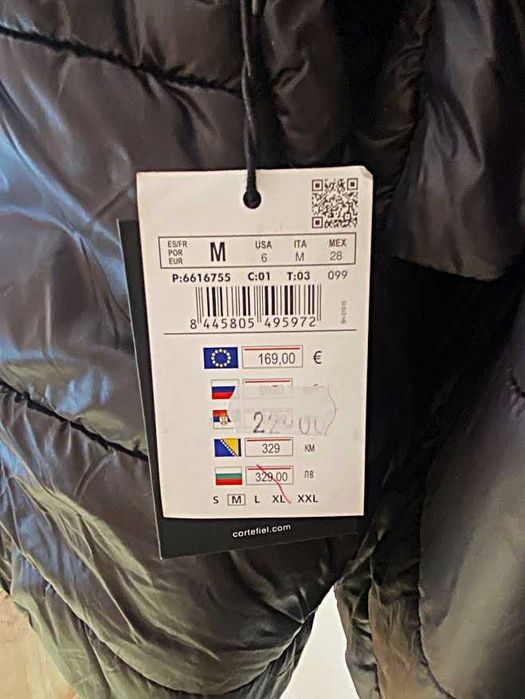 ES/FR POR EUR M USA 6 ITA M MEX 28
P:6616755 C:01 T:03 099
8 445805 495972
169,00 €
329 KM
329.00 ЛВ
S M L XL XXL
cortefiel.com